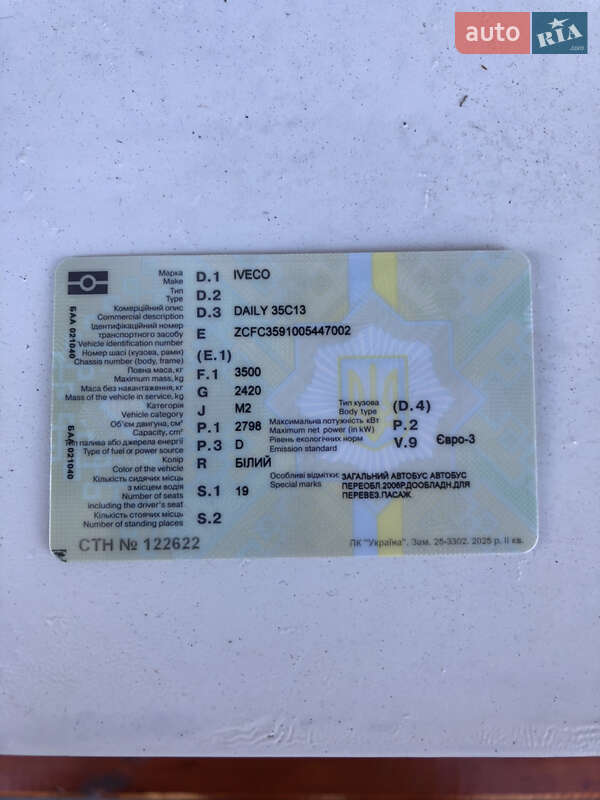 auto RIA .com
БАА 021040
Марка
Make D.1 IVECO
Тип
Type D.2
Комерційний опис
Commercial description D.3 DAILY 35C13
Ідентифікаційний номер
транспортного засобу
Vehicle identification number E ZCFC3591005447002
Номер шасі (кузова, рами)
Chassis number (body, frame) (E.1)
Повна маса, кг
Maximum mass, kg F.1 3500
Маса без навантаження, кг
Mass of the vehicle in service, kg G 2420
Категорія
Vehicle category J M2
Тип кузова
Body type (D.4)
Об'єм двигуна, см³
Capacity, cm³ P.1 2798
Максимальна потужність кВт
Maximum net power (in kW) P.2
Тип палива або джерела енергії
Type of fuel or power source P.3 D
Рівень екологічних норм
Emission standard V.9 Євро-3
Колір
Color of the vehicle R БІЛИЙ
Кількість сидячих місць
з місцем водія
Number of seats
including the driver's seat S.1 19
Особливі відмітки:
Special marks ЗАГАЛЬНИЙ АВТОБУС АВТОБУС
ПЕРЕОБЛ.2006Р.ДООБЛАДН.ДЛЯ
ПЕРЕВЕЗ.ПАСАЖ
Кількість стоячих місць
Number of standing places S.2
БАА 021040
СТН № 122622
ПК "Україна". Зам. 25-3302. 2025 р. II кв.